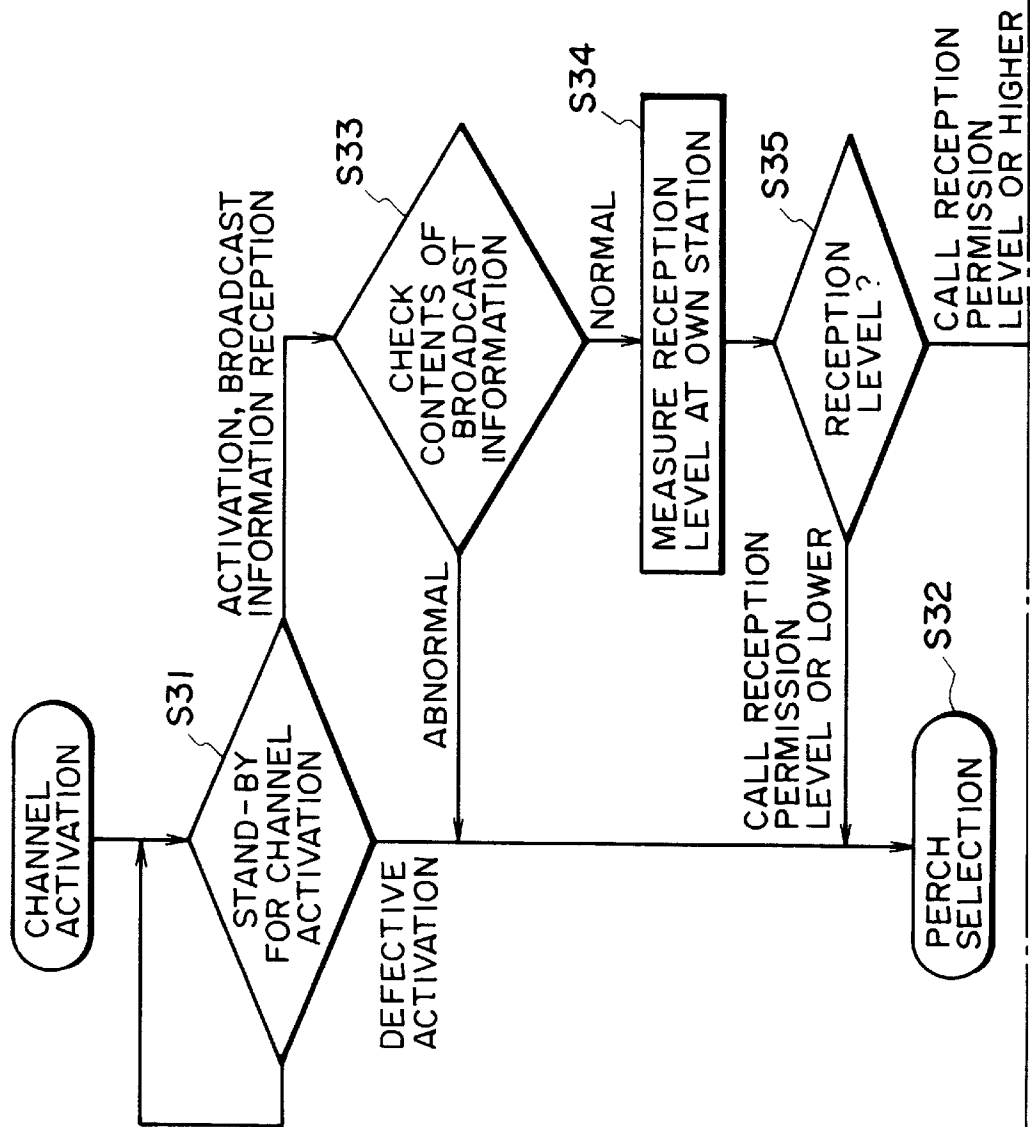 CHANNEL
ACTIVATION
S31
STAND-BY
FOR CHANNEL
ACTIVATION
ACTIVATION, BROADCAST
INFORMATION RECEPTION
DEFECTIVE
ACTIVATION
S33
CHECK
CONTENTS OF
BROADCAST
INFORMATION
ABNORMAL
NORMAL
S34
MEASURE RECEPTION
LEVEL AT OWN STATION
S35
RECEPTION
LEVEL?
CALL RECEPTION
PERMISSION
LEVEL OR LOWER
CALL RECEPTION
PERMISSION
LEVEL OR HIGHER
S32
PERCH
SELECTION